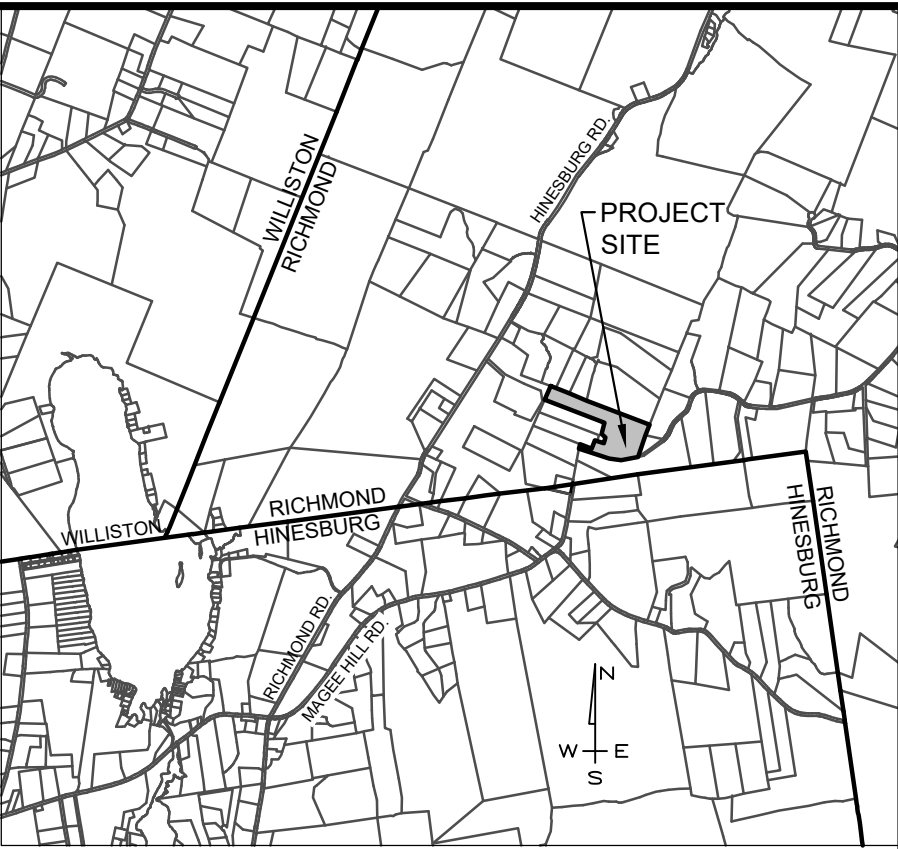 WILLISTON
RICHMOND
HINESBURG RD.
PROJECT
SITE
WILLISTON
RICHMOND
HINESBURG
RICHMOND
HINESBURG
RICHMOND RD.
MAGEE HILL RD.
N
W E
S